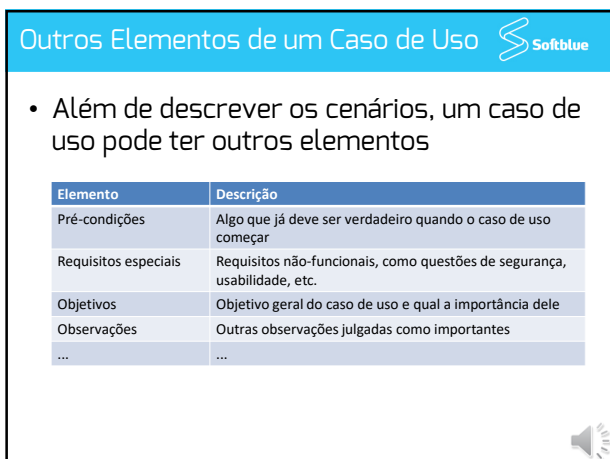 Outros Elementos de um Caso de Uso
Softblue
• Além de descrever os cenários, um caso de
uso pode ter outros elementos
Elemento Descrição
Pré-condições Algo que já deve ser verdadeiro quando o caso de uso
começar
Requisitos especiais Requisitos não-funcionais, como questões de segurança,
usabilidade, etc.
Objetivos Objetivo geral do caso de uso e qual a importância dele
Observações Outras observações julgadas como importantes
... ...